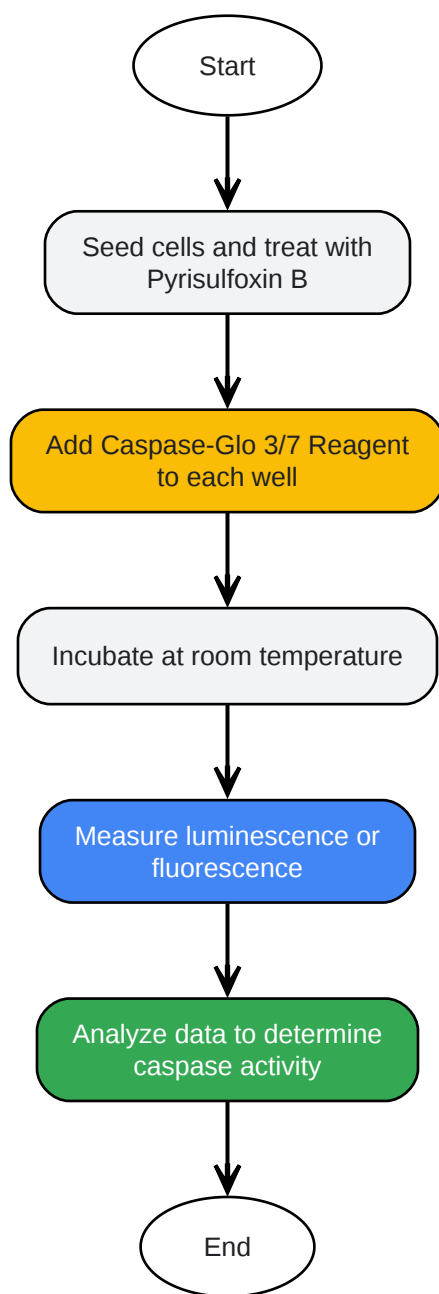 Start
Seed cells and treat with
Pyrisulfoxin B
Add Caspase-Glo 3/7 Reagent
to each well
Incubate at room temperature
Measure luminescence or
fluorescence
Analyze data to determine
caspase activity
End